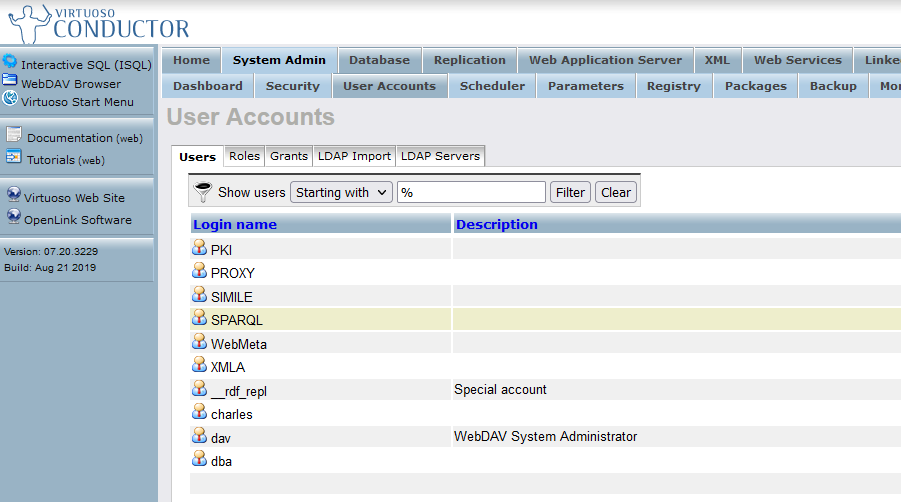 VIRTUOSO
CONDUCTOR
Interactive SQL (ISQL)
WebDAV Browser
Virtuoso Start Menu
Documentation (web)
Tutorials (web)
Virtuoso Web Site
OpenLink Software
Version: 07.20.3229
Build: Aug 21 2019
Home System Admin Database Replication Web Application Server XML Web Services Linke
Dashboard Security User Accounts Scheduler Parameters Registry Packages Backup Mo
User Accounts
Users Roles Grants LDAP Import LDAP Servers
Show users Starting with % Filter Clear
Login name Description
PKI
PROXY
SIMILE
SPARQL
WebMeta
XMLA
__rdf_repl Special account
charles
dav WebDAV System Administrator
dba